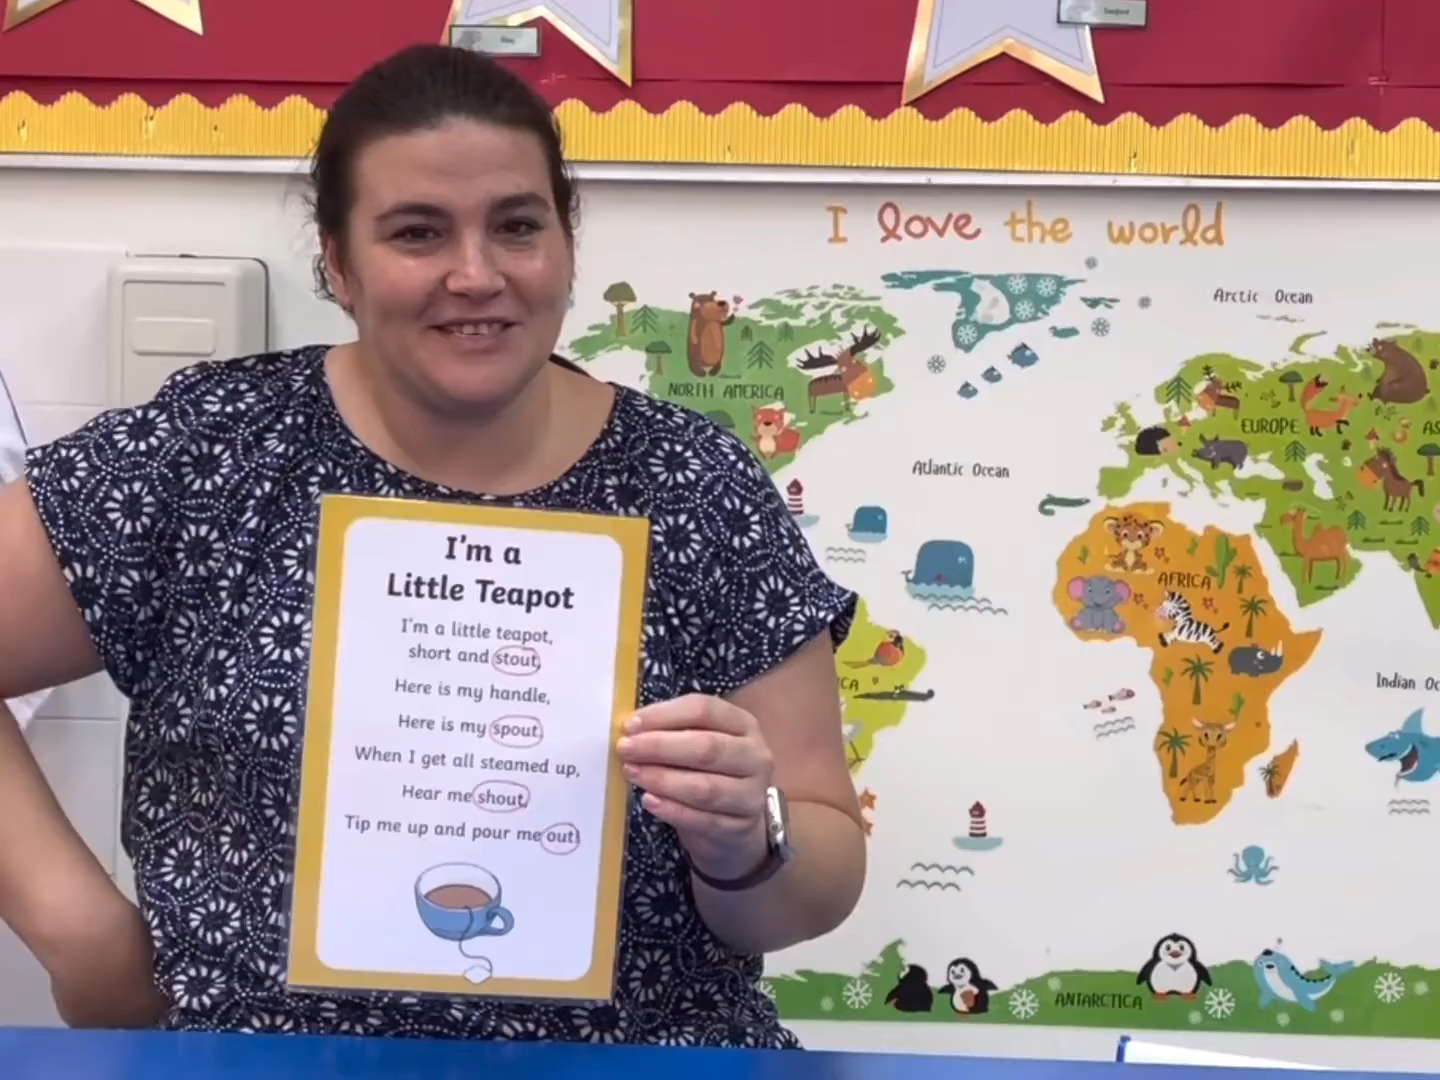 I love the world
Arctic Ocean
NORTH AMERICA
EUROPE
Atlantic Ocean
AFRICA
Indian Oc
ANTARCTICA
I'm a
Little Teapot
I'm a little teapot,
short and stout,
Here is my handle,
Here is my spout.
When I get all steamed up,
Hear me shout,
Tip me up and pour me out!